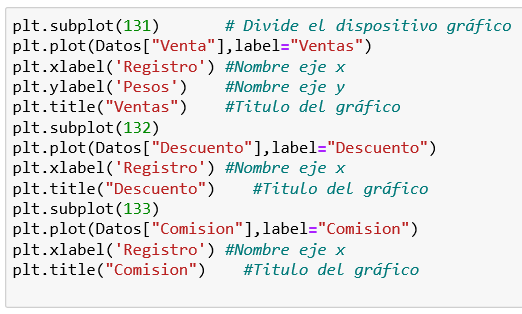 plt.subplot(131)       # Divide el dispositivo gráfico
plt.plot(Datos["Venta"],label="Ventas")
plt.xlabel('Registro') #Nombre eje x
plt.ylabel('Pesos')    #Nombre eje y
plt.title("Ventas")    #Titulo del gráfico
plt.subplot(132)
plt.plot(Datos["Descuento"],label="Descuento")
plt.xlabel('Registro') #Nombre eje x
plt.title("Descuento")    #Titulo del gráfico
plt.subplot(133)
plt.plot(Datos["Comision"],label="Comision")
plt.xlabel('Registro') #Nombre eje x
plt.title("Comision")    #Titulo del gráfico